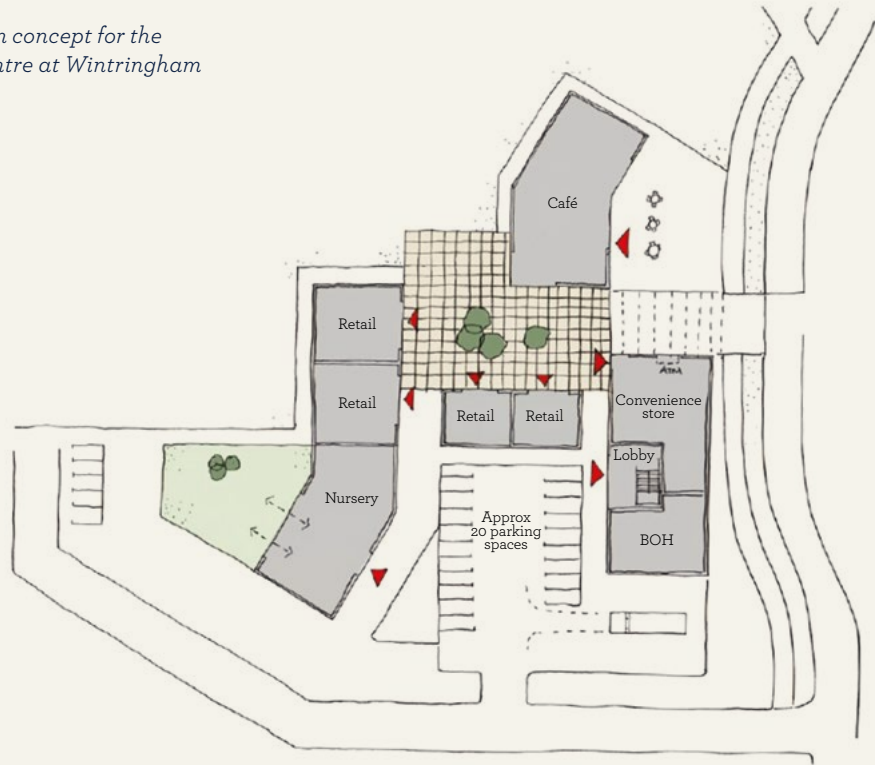 n concept for the
ntre at Wintringham
Café
Retail
ATM
Retail
Convenience
store
Retail
Retail
Lobby
Nursery
Approx
20 parking
spaces
BOH